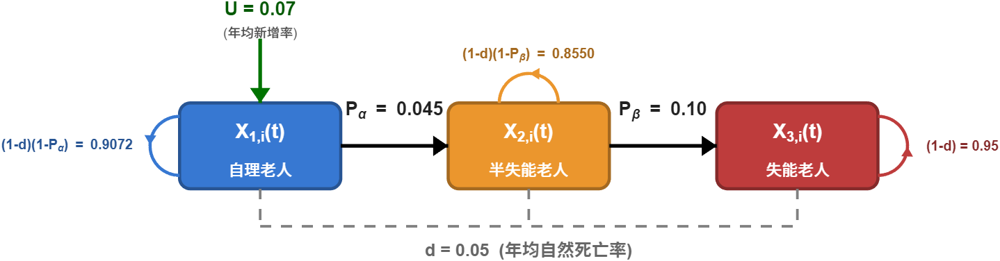 U = 0.07
(年均新增率)
(1-d)(1-Pβ) = 0.8550
Pα = 0.045
Pβ = 0.10
X1,i(t)
X2,i(t)
X3,i(t)
(1-d)(1-Pα) = 0.9072
(1-d) = 0.95
自理老人
半失能老人
失能老人
d = 0.05 (年均自然死亡率)